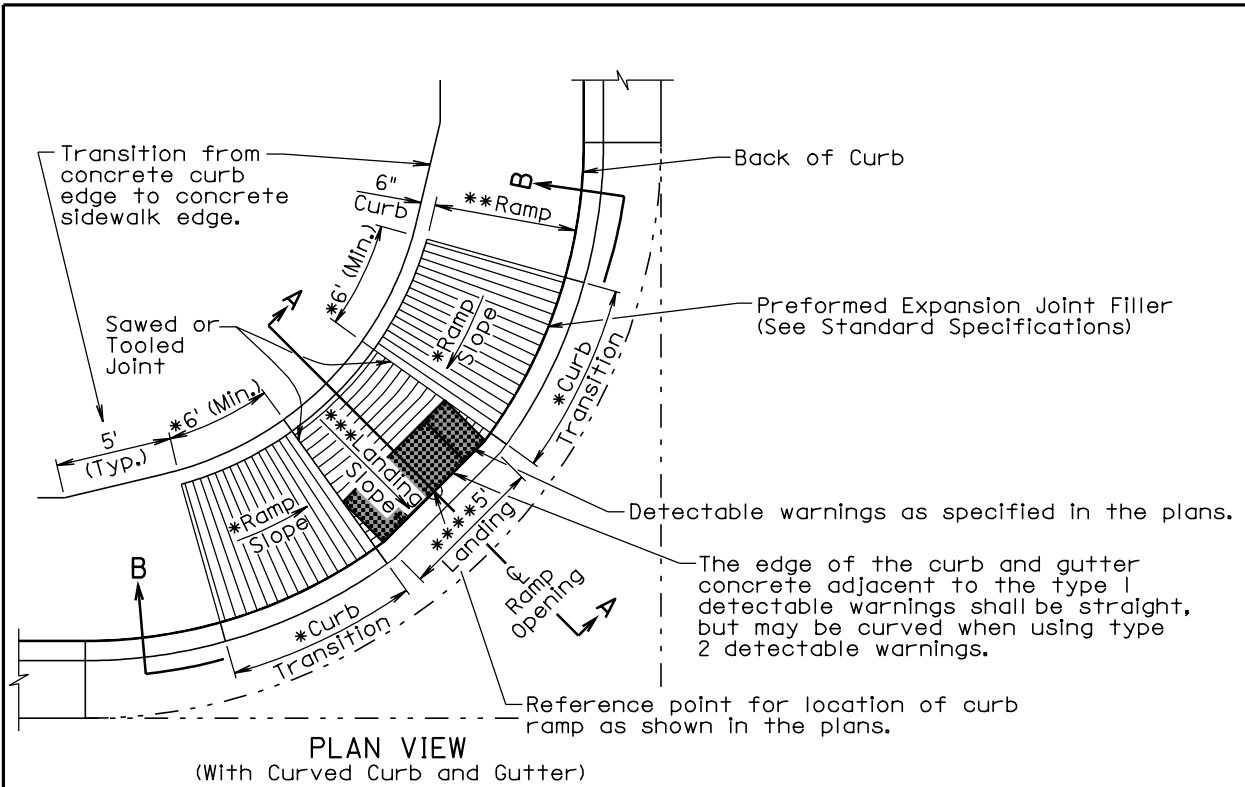 Transition from
concrete curb
edge to concrete
sidewalk edge.
6"
Curb
**Ramp
B
Back of Curb
*6' (Min.)
A
*Ramp
Slope
Preformed Expansion Joint Filler
(See Standard Specifications)
Sawed or
Tooled
Joint
*Curb
Transition
*6' (Min.)
5'
(Typ.)
***Landing
Slope
*Ramp
Slope
****5'
Landing
Detectable warnings as specified in the plans.
The edge of the curb and gutter
concrete adjacent to the type 1
detectable warnings shall be straight,
but may be curved when using type
2 detectable warnings.
B
℄
Ramp
Opening
A
*Curb
Transition
Reference point for location of curb
ramp as shown in the plans.
PLAN VIEW
(With Curved Curb and Gutter)